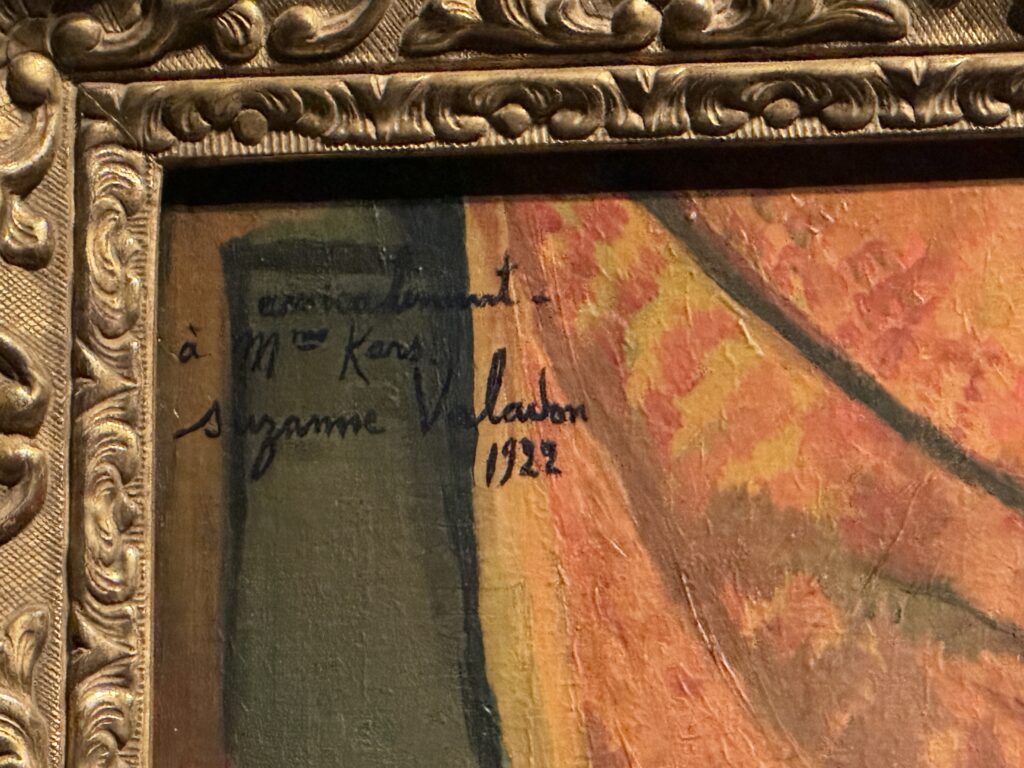 amicalement -
à Mme Kars.
suzanne Valadon
1922